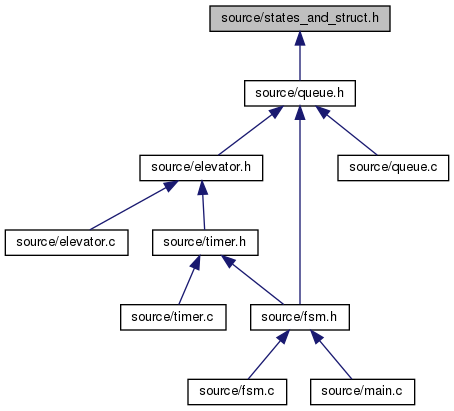 source/states_and_struct.h
source/queue.h
source/elevator.h
source/queue.c
source/elevator.c
source/timer.h
source/timer.c
source/fsm.h
source/fsm.c
source/main.c